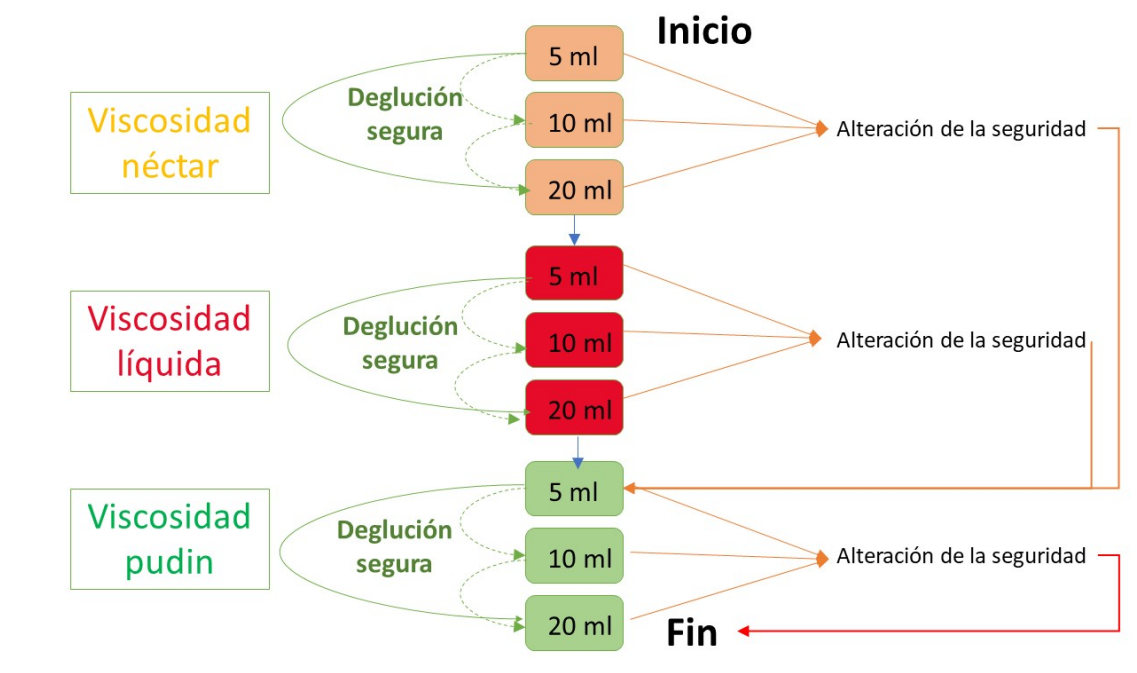 Inicio
5 ml
Deglución
segura
10 ml
20 ml
Viscosidad
néctar
Alteración de la seguridad
5 ml
Deglución
segura
10 ml
20 ml
Viscosidad
líquida
Alteración de la seguridad
5 ml
Deglución
segura
10 ml
20 ml
Viscosidad
pudin
Alteración de la seguridad
Fin